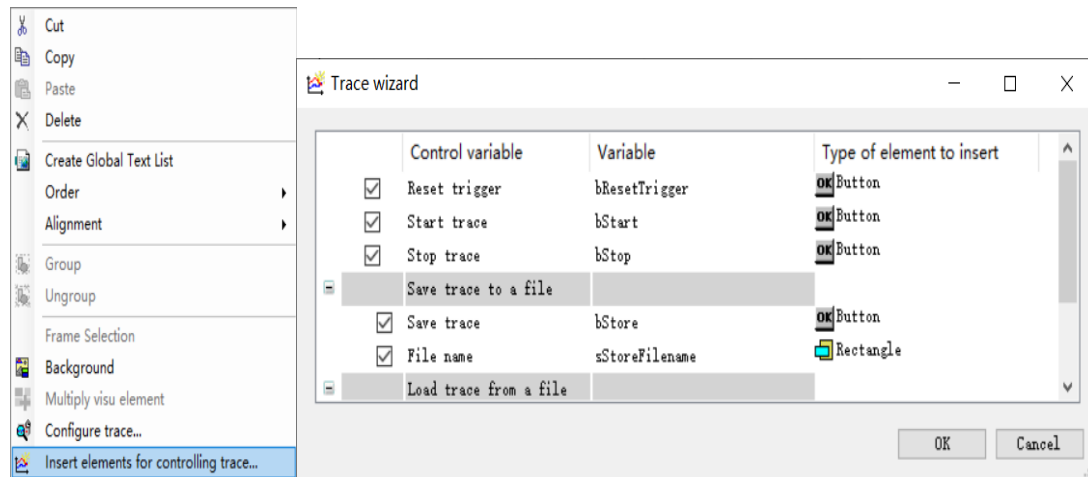 Cut
Copy
Paste
Delete
Create Global Text List
Order
Alignment
Group
Ungroup
Frame Selection
Background
Multiply visu element
Configure trace...
Insert elements for controlling trace...
Trace wizard
Control variable Variable Type of element to insert
Reset trigger bResetTrigger OK Button
Start trace bStart OK Button
Stop trace bStop OK Button
Save trace to a file
Save trace bStore OK Button
File name sStoreFilename Rectangle
Load trace from a file
OK Cancel